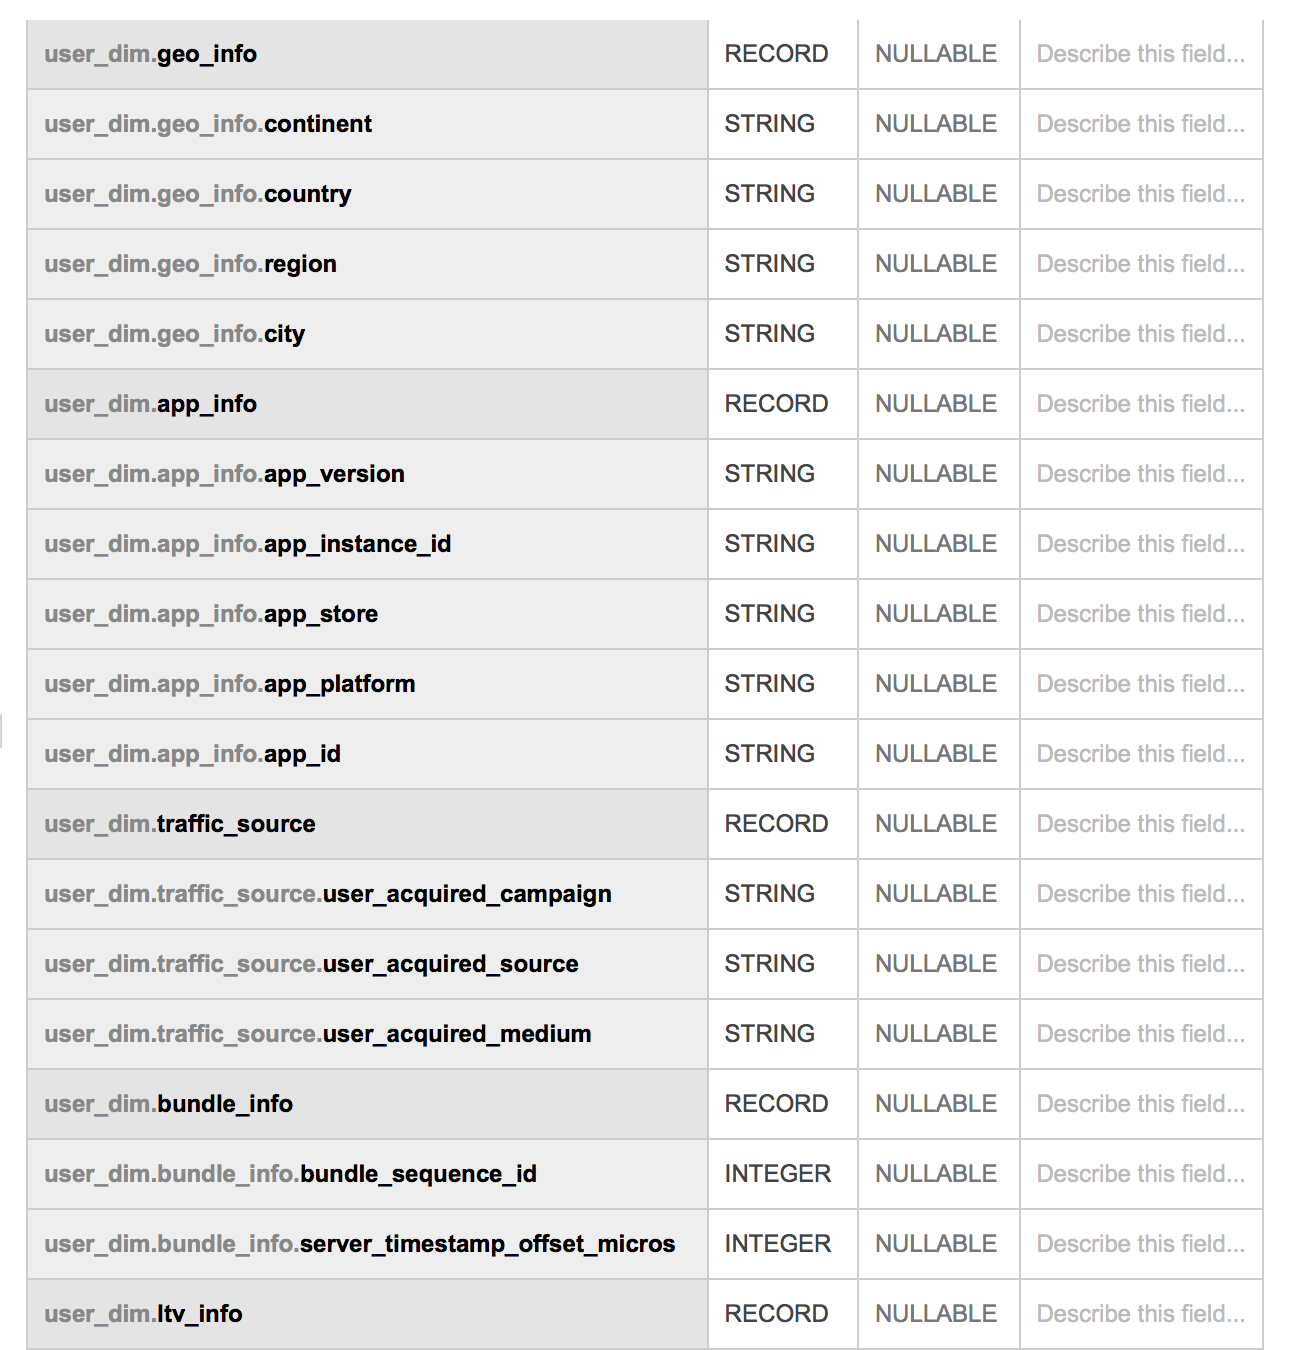 user_dim.geo_info RECORD NULLABLE Describe this field...
user_dim.geo_info.continent STRING NULLABLE Describe this field...
user_dim.geo_info.country STRING NULLABLE Describe this field...
user_dim.geo_info.region STRING NULLABLE Describe this field...
user_dim.geo_info.city STRING NULLABLE Describe this field...
user_dim.app_info RECORD NULLABLE Describe this field...
user_dim.app_info.app_version STRING NULLABLE Describe this field...
user_dim.app_info.app_instance_id STRING NULLABLE Describe this field...
user_dim.app_info.app_store STRING NULLABLE Describe this field...
user_dim.app_info.app_platform STRING NULLABLE Describe this field...
user_dim.app_info.app_id STRING NULLABLE Describe this field...
user_dim.traffic_source RECORD NULLABLE Describe this field...
user_dim.traffic_source.user_acquired_campaign STRING NULLABLE Describe this field...
user_dim.traffic_source.user_acquired_source STRING NULLABLE Describe this field...
user_dim.traffic_source.user_acquired_medium STRING NULLABLE Describe this field...
user_dim.bundle_info RECORD NULLABLE Describe this field...
user_dim.bundle_info.bundle_sequence_id INTEGER NULLABLE Describe this field...
user_dim.bundle_info.server_timestamp_offset_micros INTEGER NULLABLE Describe this field...
user_dim.ltv_info RECORD NULLABLE Describe this field...